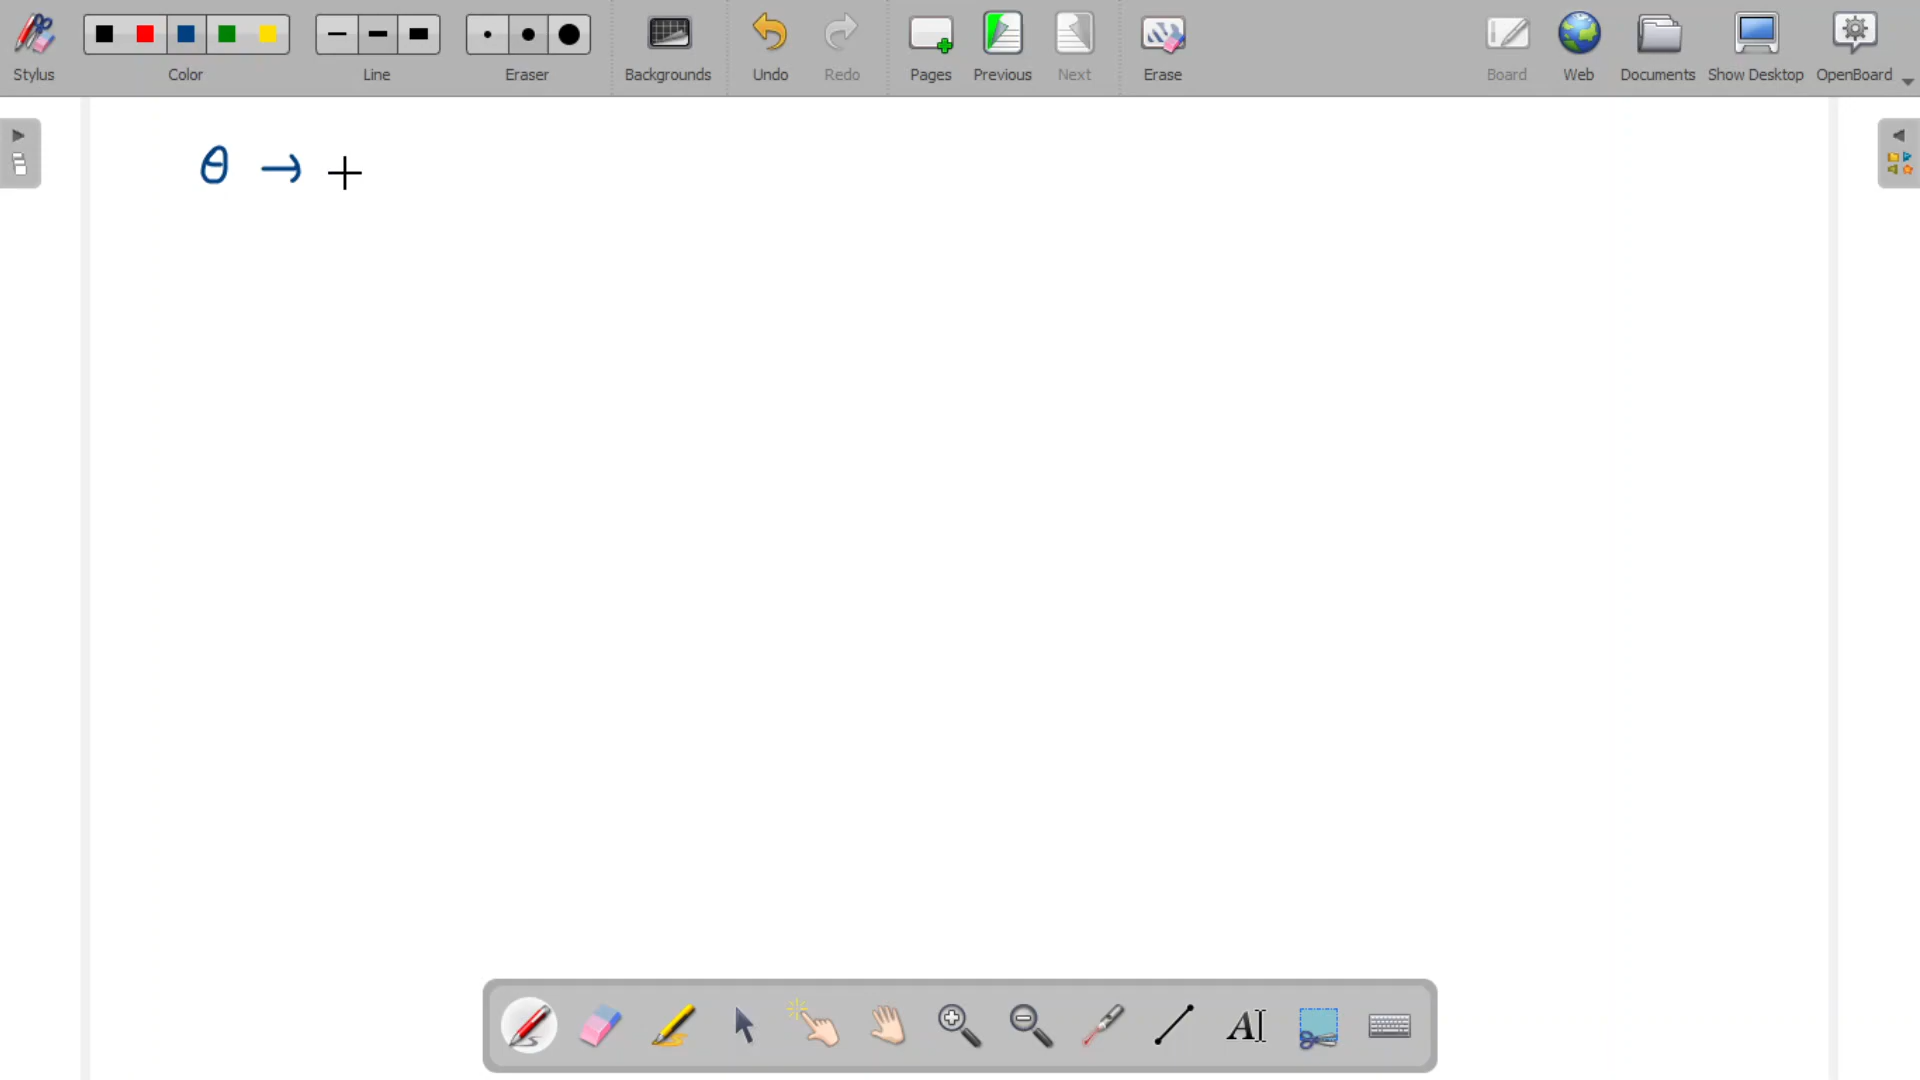 Stylus
Color
Line
Eraser
Backgrounds
Undo
Redo
Pages
Previous
Next
Erase
Board
Web
Documents
Show Desktop
OpenBoard
θ →